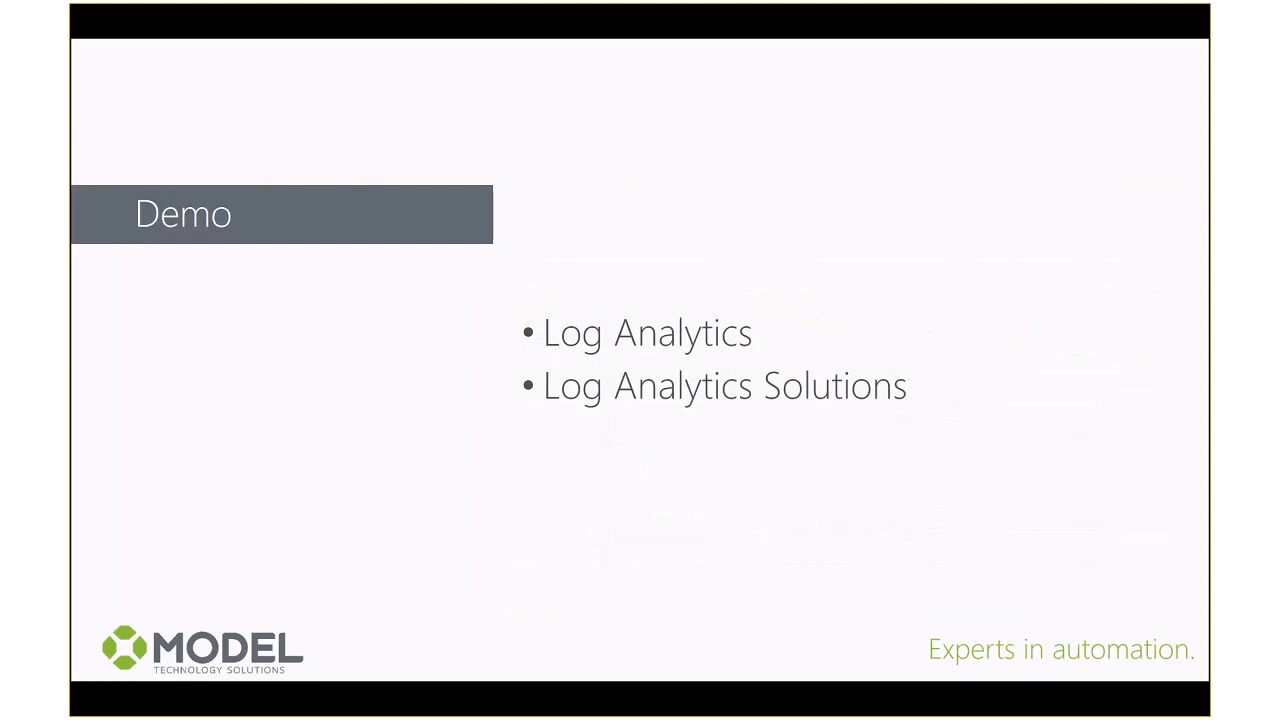 Demo
• Log Analytics
• Log Analytics Solutions
MODEL
TECHNOLOGY SOLUTIONS
Experts in automation.